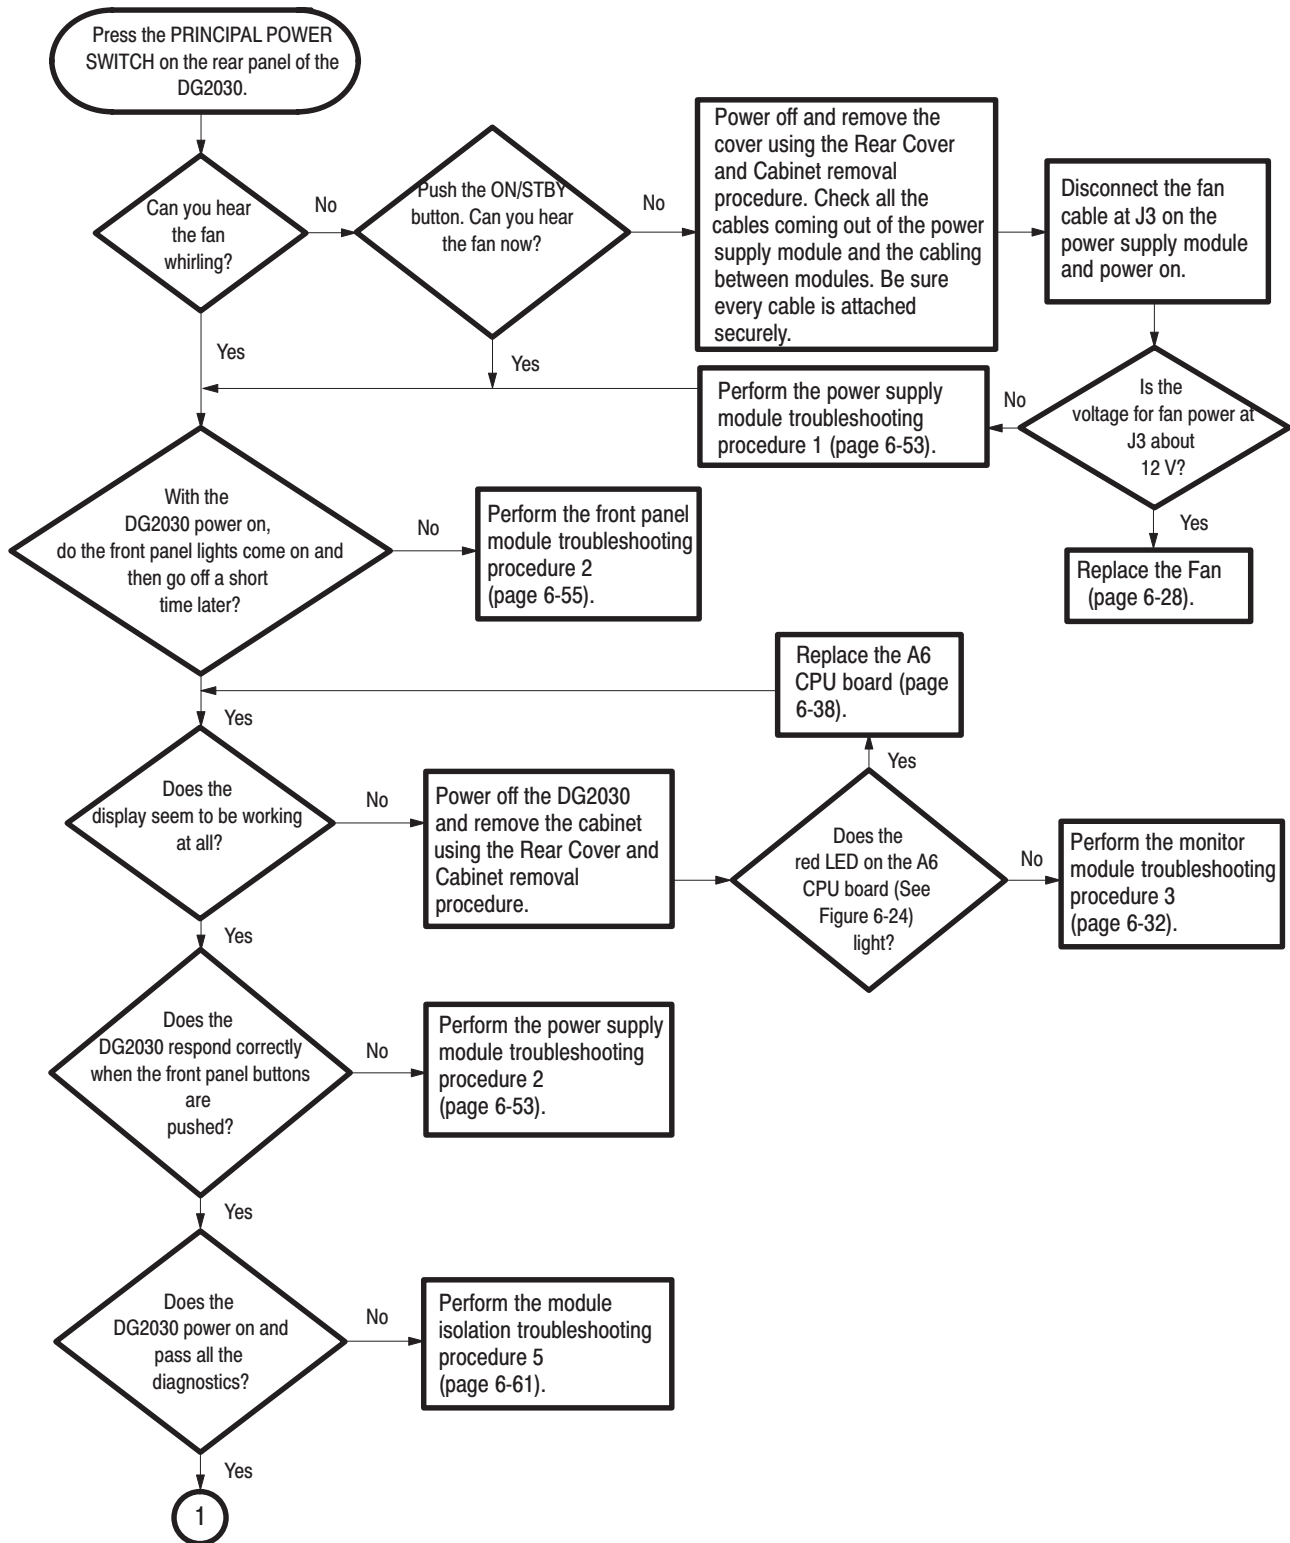 Press the PRINCIPAL POWER
SWITCH on the rear panel of the
DG2030.
Can you hear
the fan
whirling?
No
Push the ON/STBY
button. Can you hear
the fan now?
No
Power off and remove the
cover using the Rear Cover
and Cabinet removal
procedure. Check all the
cables coming out of the power
supply module and the cabling
between modules. Be sure
every cable is attached
securely.
Disconnect the fan
cable at J3 on the
power supply module
and power on.
Yes
Yes
Perform the power supply
module troubleshooting
procedure 1 (page 6-53).
No
Is the
voltage for fan power at
J3 about
12 V?
Yes
Replace the Fan
(page 6-28).
With the
DG2030 power on,
do the front panel lights come on and
then go off a short
time later?
No
Perform the front panel
module troubleshooting
procedure 2
(page 6-55).
Replace the A6
CPU board (page
6-38).
Yes
Yes
Does the
display seem to be working
at all?
No
Power off the DG2030
and remove the cabinet
using the Rear Cover and
Cabinet removal
procedure.
Does the
red LED on the A6
CPU board (See
Figure 6-24)
light?
No
Perform the monitor
module troubleshooting
procedure 3
(page 6-32).
Yes
Does the
DG2030 respond correctly
when the front panel buttons
are
pushed?
No
Perform the power supply
module troubleshooting
procedure 2
(page 6-53).
Yes
Does the
DG2030 power on and
pass all the
diagnostics?
No
Perform the module
isolation troubleshooting
procedure 5
(page 6-61).
Yes
1